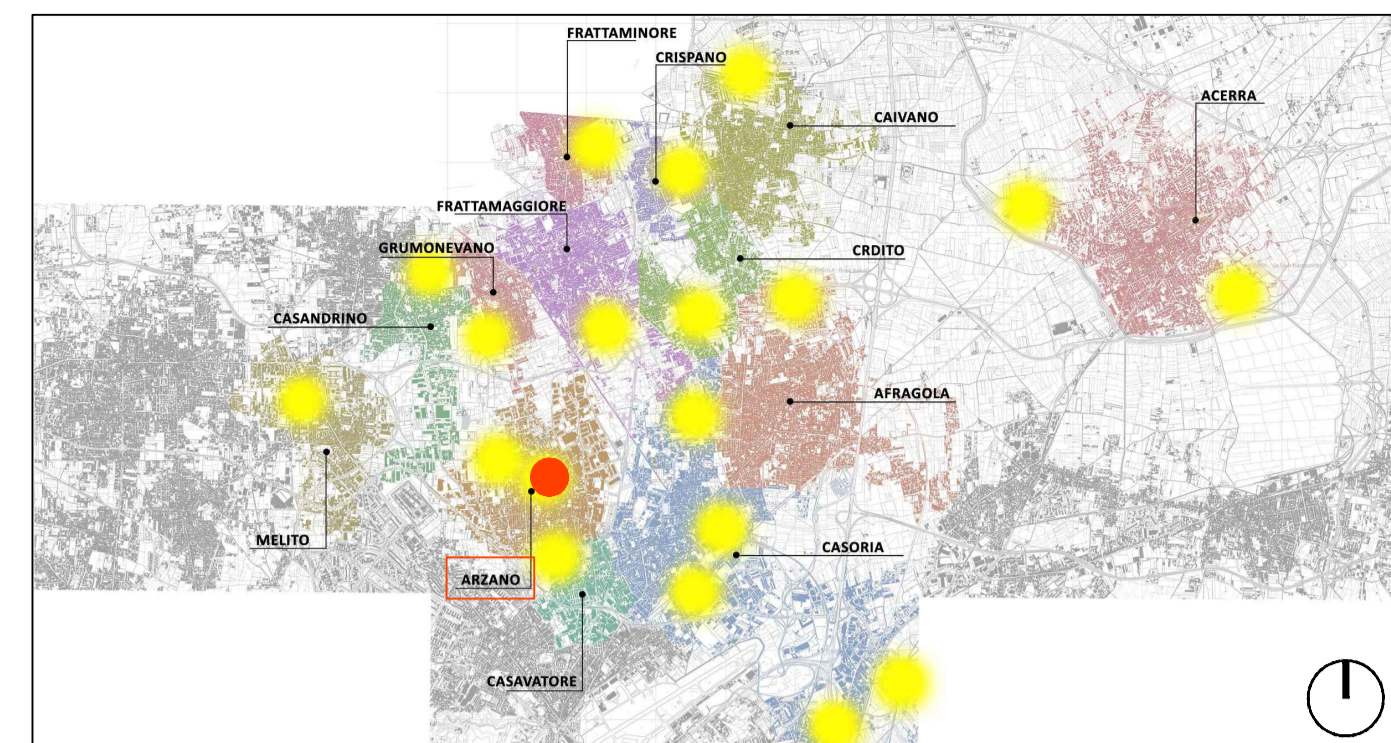 FRATTAMINORE
CRISPANO
ACERRA
CAIVANO
FRATTAMAGGIORE
GRUMONEVANO
CRDITO
CASANDRINO
AFRAGOLA
MELITO
CASORIA
ARZANO
CASAVATORE